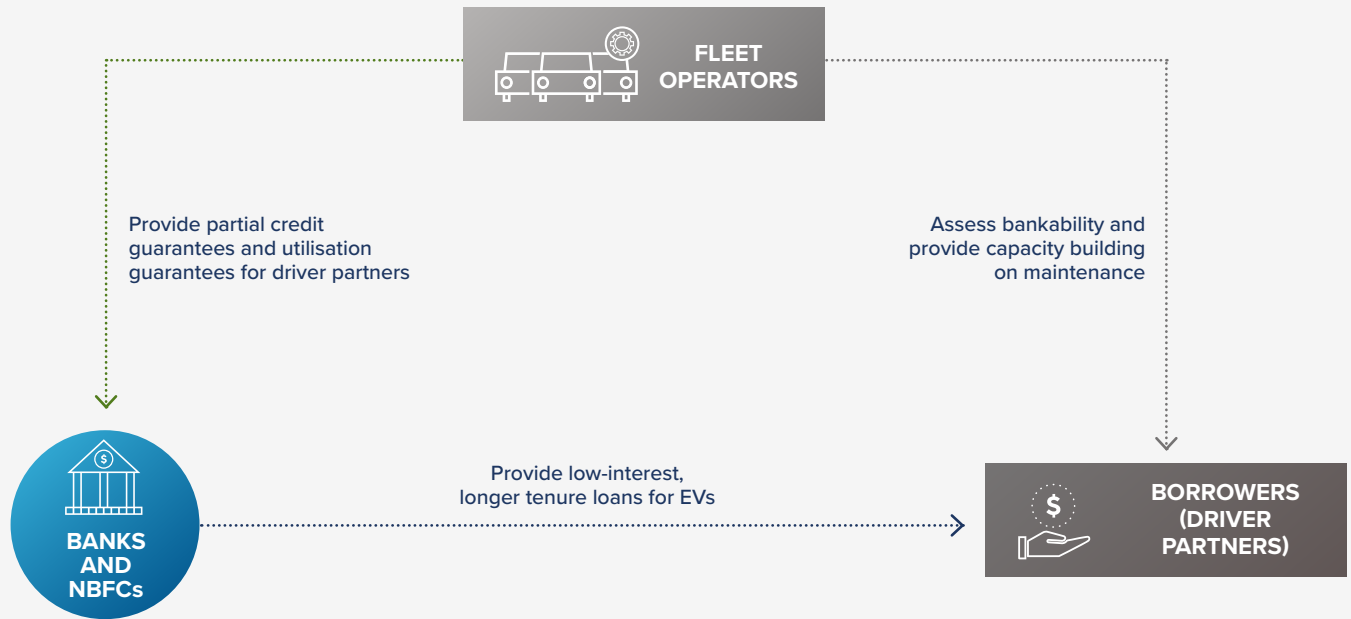 FLEET
OPERATORS
Provide partial credit
guarantees and utilisation
guarantees for driver partners
Assess bankability and
provide capacity building
on maintenance
Provide low-interest,
longer tenure loans for EVs
$
BANKS
AND
NBFCs
$
BORROWERS
(DRIVER
PARTNERS)